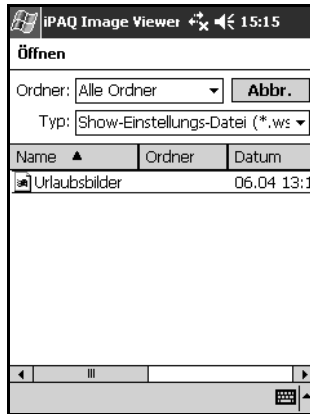 iPAQ Image Viewer 15:15
Öffnen
Ordner: Alle Ordner Abbr.
Typ: Show-Einstellungs-Datei (*.ws
Name Ordner Datum
Urlaubsbilder 06.04 13:1